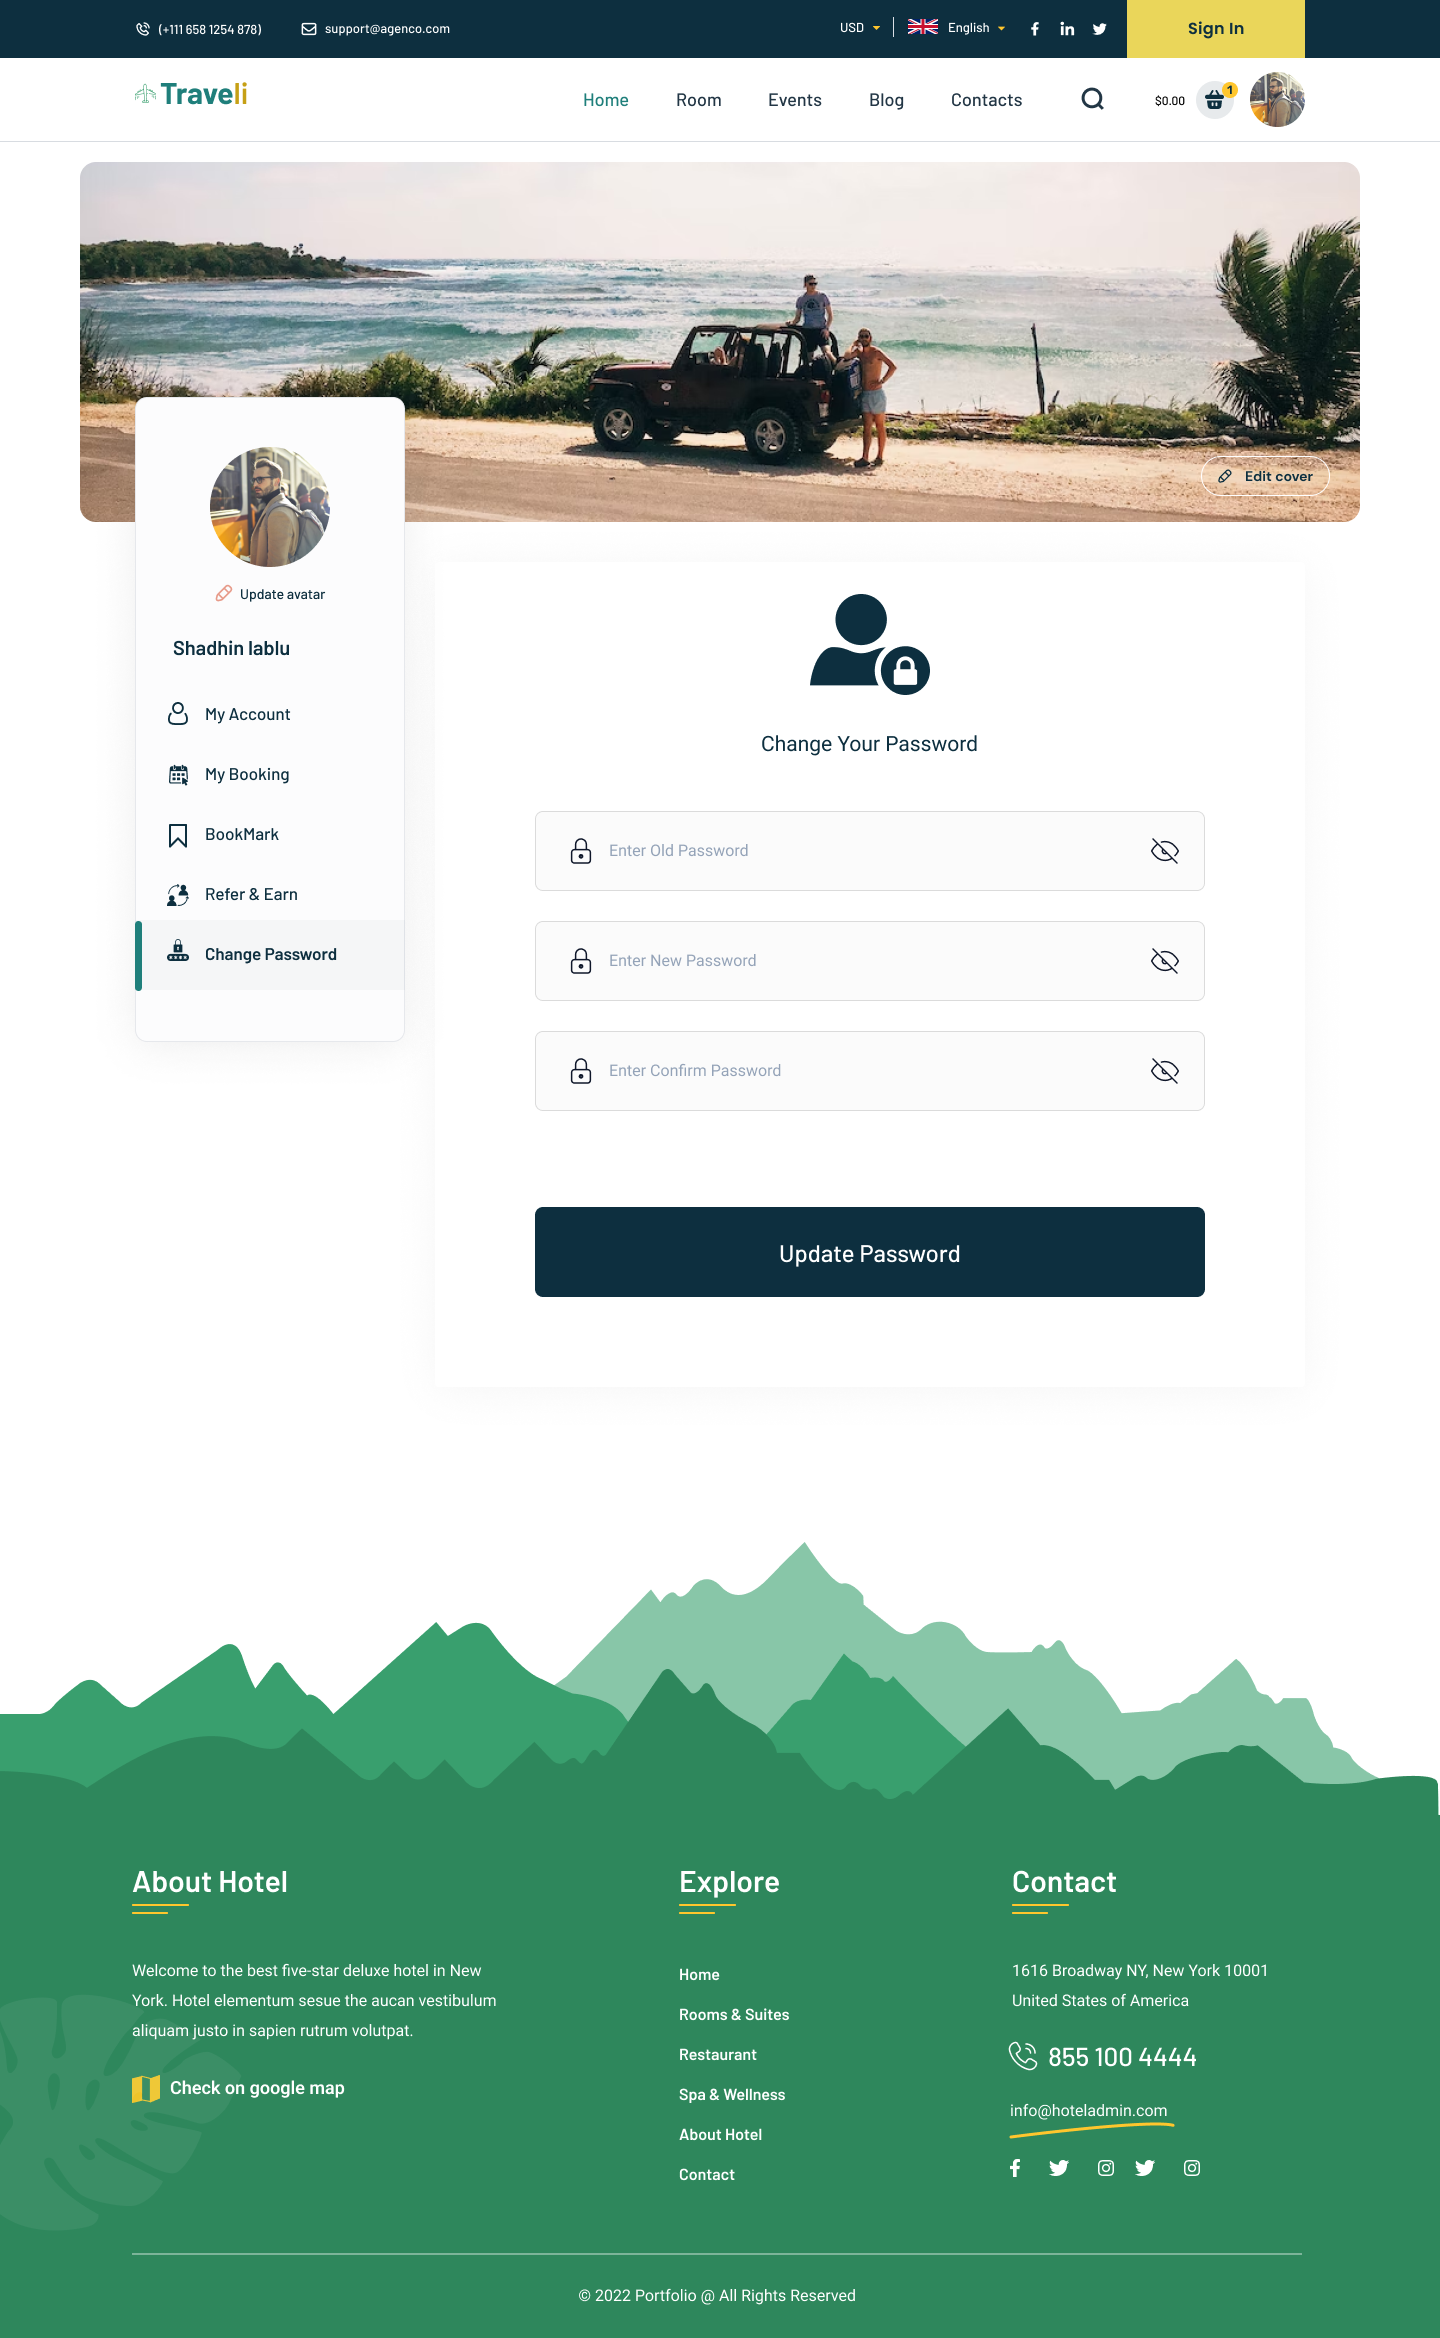 (+111 658 1254 878)
support@agenco.com
USD
English
Sign In
Traveli
Home
Room
Events
Blog
Contacts
$0.00
1
Edit cover
Update avatar
Shadhin lablu
My Account
My Booking
BookMark
Refer & Earn
Change Password
Change Your Password
Enter Old Password
Enter New Password
Enter Confirm Password
Update Password
About Hotel
Welcome to the best five-star deluxe hotel in New
York. Hotel elementum sesue the aucan vestibulum
aliquam justo in sapien rutrum volutpat.
Check on google map
Explore
Home
Rooms & Suites
Restaurant
Spa & Wellness
About Hotel
Contact
Contact
1616 Broadway NY, New York 10001
United States of America
855 100 4444
info@hoteladmin.com
© 2022 Portfolio @ All Rights Reserved